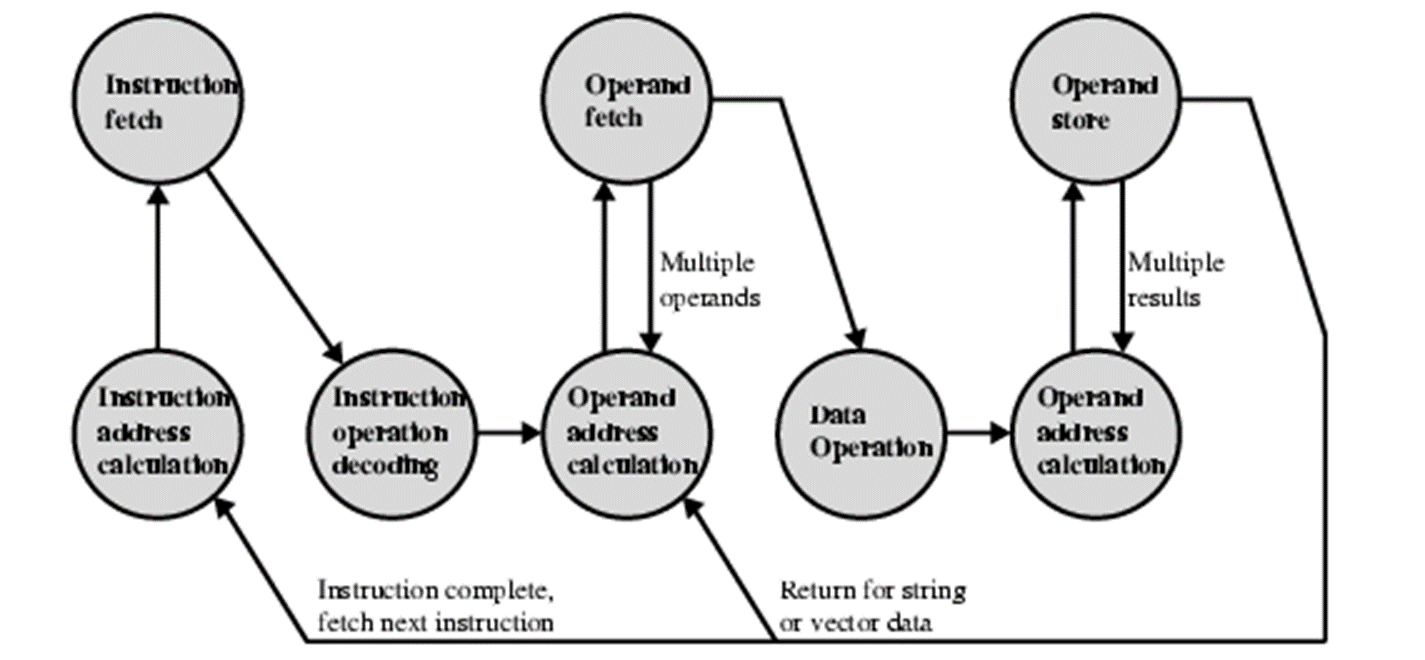 Instruction
fetch
Operand
fetch
Operand
store
Multiple
operands
Multiple
results
Instruction
address
calculation
Instruction
operation
decoding
Operand
address
calculation
Data
Operation
Operand
address
calculation
Instruction complete,
fetch next instruction
Return for string
or vector data